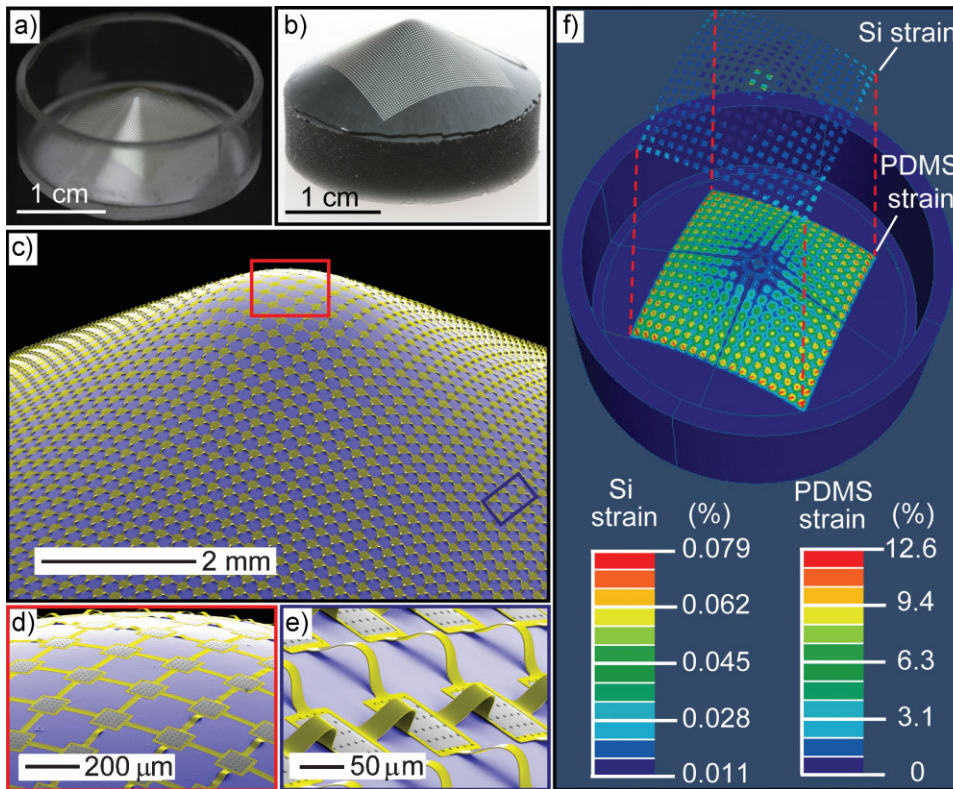 a)
1 cm
b)
1 cm
c)
2 mm
d)
200 μm
e)
50 μm
f)
Si strain
PDMS
strain
Si
strain
(%)
0.079
0.062
0.045
0.028
0.011
PDMS
strain
(%)
12.6
9.4
6.3
3.1
0